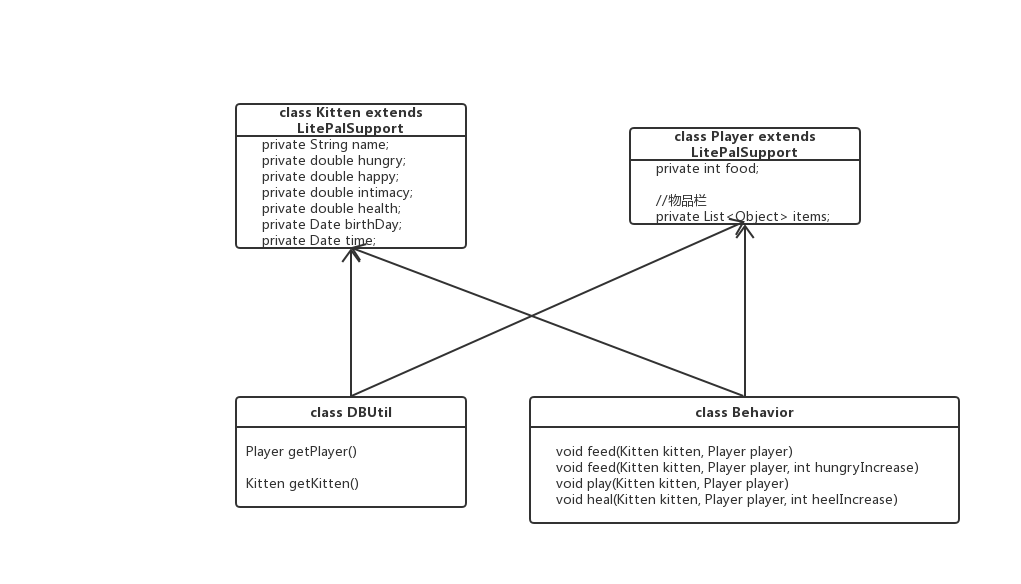 class Kitten extends
LitePalSupport
private String name;
private double hungry;
private double happy;
private double intimacy;
private double health;
private Date birthDay;
private Date time;
class Player extends
LitePalSupport
private int food;
//物品栏
private List<Object> items;
class DBUtil
Player getPlayer()
Kitten getKitten()
class Behavior
void feed(Kitten kitten, Player player)
void feed(Kitten kitten, Player player, int hungryIncrease)
void play(Kitten kitten, Player player)
void heal(Kitten kitten, Player player, int heelIncrease)